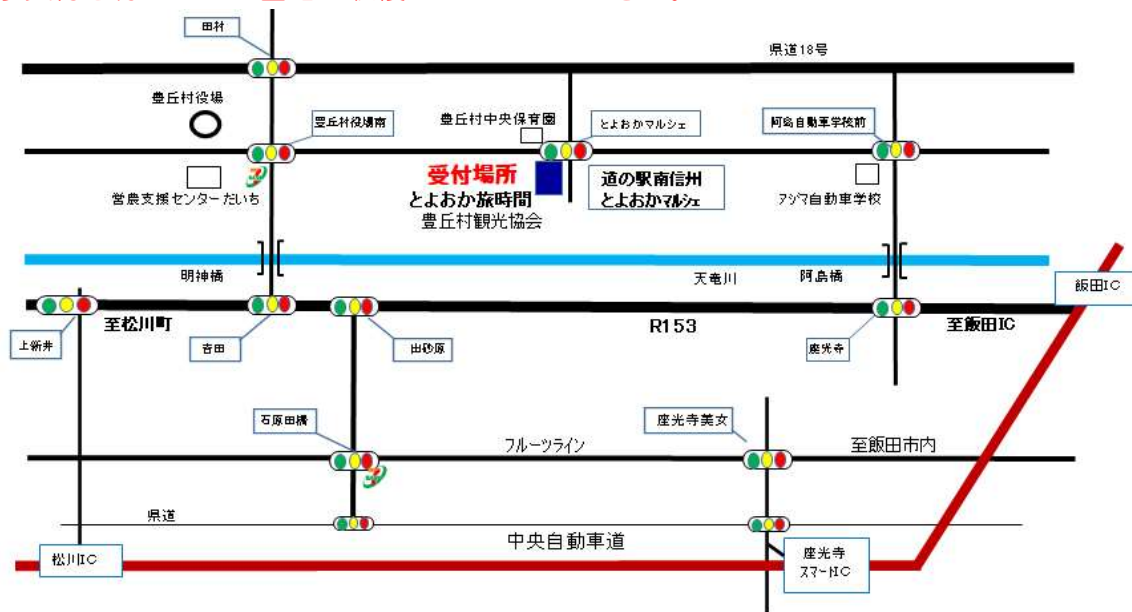 田村
県道18号
豊丘村役場
豊丘村役場南
豊丘村中央保育園
とよおかマルシェ
阿島自動車学校前
営農支援センターだいち
受付場所
とよおか旅時間
豊丘村観光協会
道の駅南信州
とよおかマルシェ
アシマ自動車学校
明神橋
天竜川
阿島橋
飯田IC
至松川町
R153
至飯田IC
上新井
吉田
出砂原
座光寺
石原田橋
座光寺美女
フルーツライン
至飯田市内
県道
中央自動車道
松川IC
座光寺
スマートIC